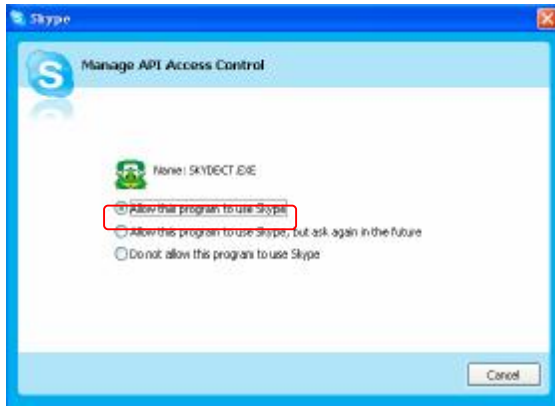 Skype
Manage API Access Control
Name: SKYDECT.EXE
Allow this program to use Skype
Allow this program to use Skype, but ask again in the future
Do not allow this program to use Skype
Cancel